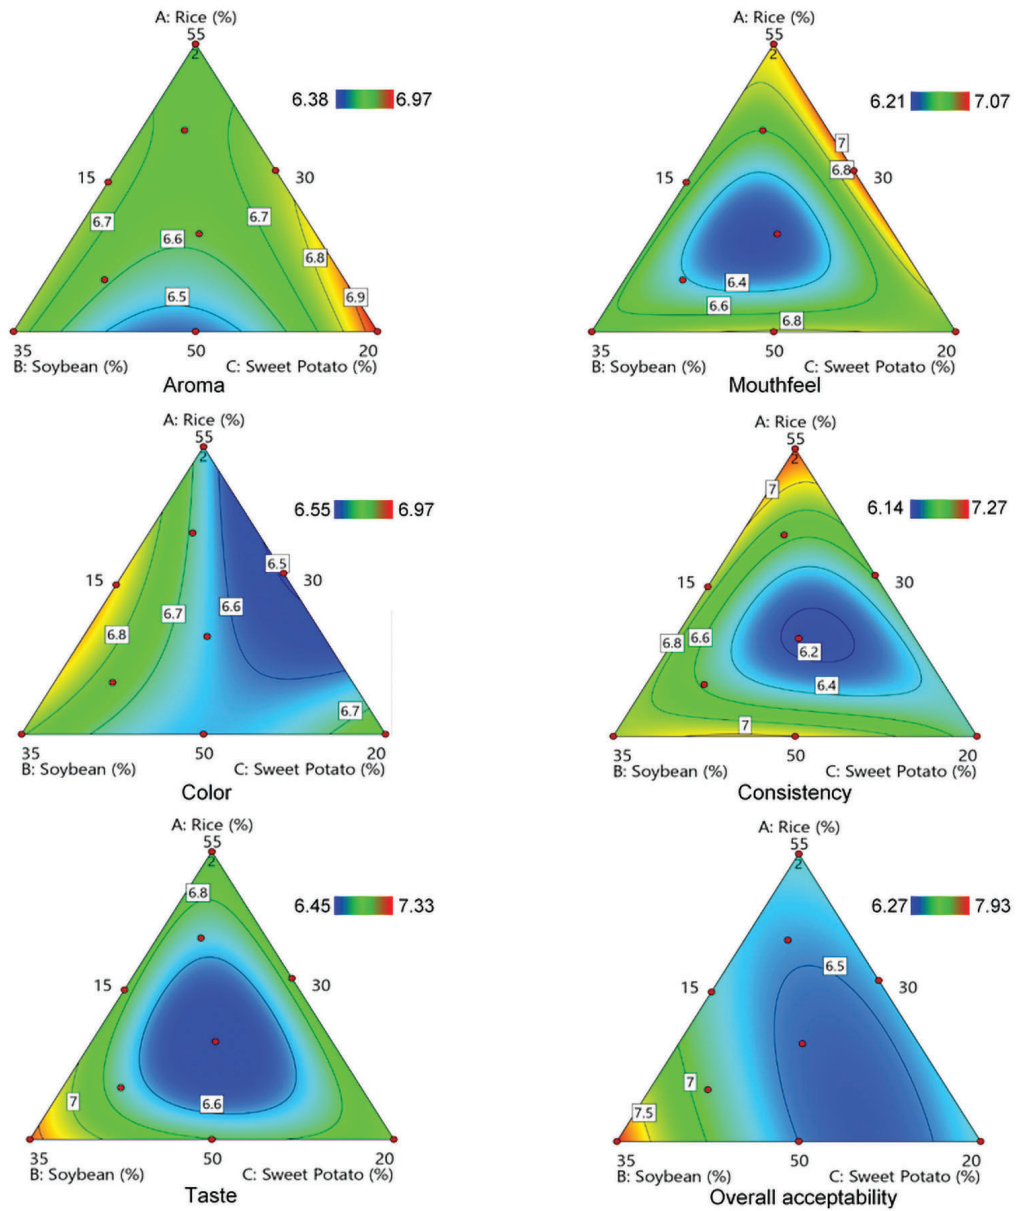 A: Rice (%)
55
2
6.38 6.97
15
30
6.7
6.7
6.6
6.8
6.5
6.9
35 50 20
B: Soybean (%) C: Sweet Potato (%)
Aroma
A: Rice (%)
55
2
6.21 7.07
7
6.8
15
30
6.4
6.6
6.8
35 50 20
B: Soybean (%) C: Sweet Potato (%)
Mouthfeel
A: Rice (%)
55
2
6.55 6.97
6.5
15
30
6.6
6.7
6.8
6.7
35 50 20
B: Soybean (%) C: Sweet Potato (%)
Color
A: Rice (%)
55
2
7
6.14 7.27
15
30
6.8 6.6
6.2
6.4
7
35 50 20
B: Soybean (%) C: Sweet Potato (%)
Consistency
A: Rice (%)
55
2
6.8
6.45 7.33
15
30
7
6.6
35 50 20
B: Soybean (%) C: Sweet Potato (%)
Taste
A: Rice (%)
55
2
6.27 7.93
6.5
15
30
7
7.5
35 50 20
B: Soybean (%) C: Sweet Potato (%)
Overall acceptability